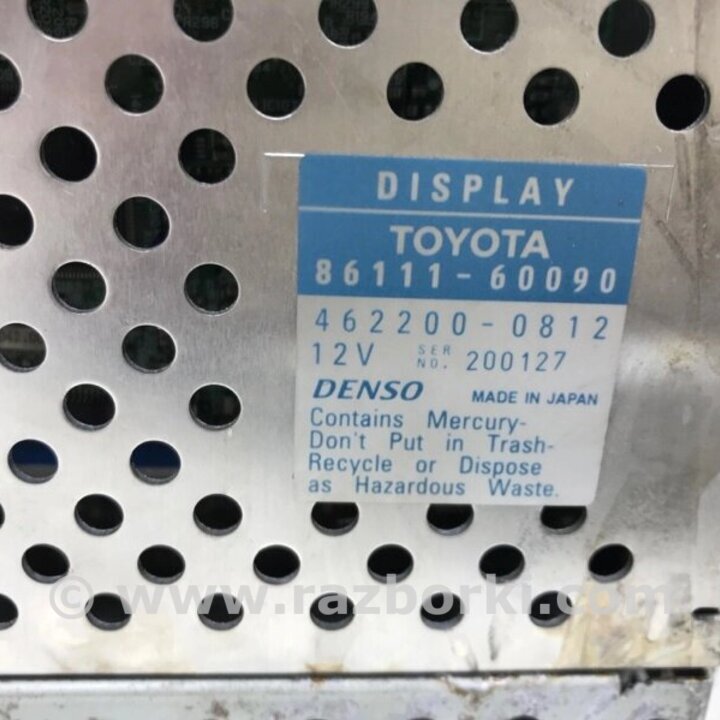 DISPLAY
TOYOTA
86111-60090
462200-0812
12V SER NO. 200127
DENSO MADE IN JAPAN
Contains Mercury-
Don't Put in Trash-
Recycle or Dispose
as Hazardous Waste.
© www.razborki.com